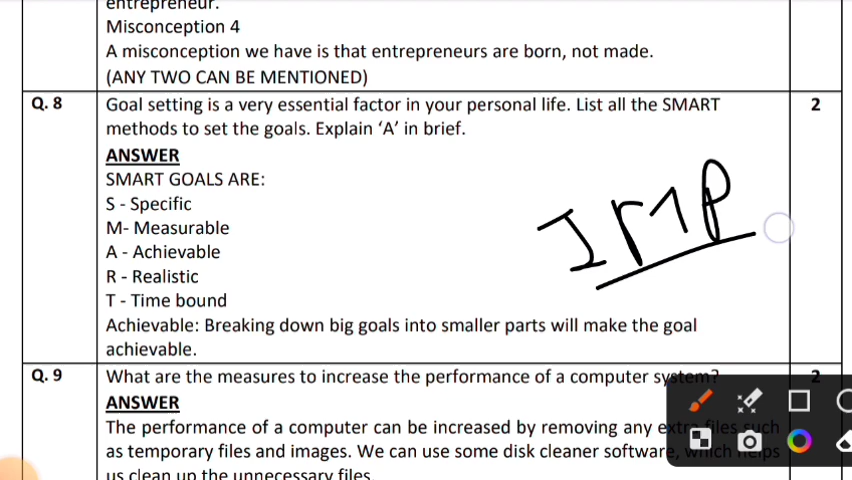 entrepreneur.
Misconception 4
A misconception we have is that entrepreneurs are born, not made.
(ANY TWO CAN BE MENTIONED)
Q. 8 Goal setting is a very essential factor in your personal life. List all the SMART 2
methods to set the goals. Explain ‘A’ in brief.
ANSWER
SMART GOALS ARE:
S - Specific
M- Measurable
A - Achievable
R - Realistic
T - Time bound
IMP
Achievable: Breaking down big goals into smaller parts will make the goal
achievable.
Q. 9 What are the measures to increase the performance of a computer system? 2
ANSWER
The performance of a computer can be increased by removing any extra files such
as temporary files and images. We can use some disk cleaner software, which helps
us clean up the unnecessary files.